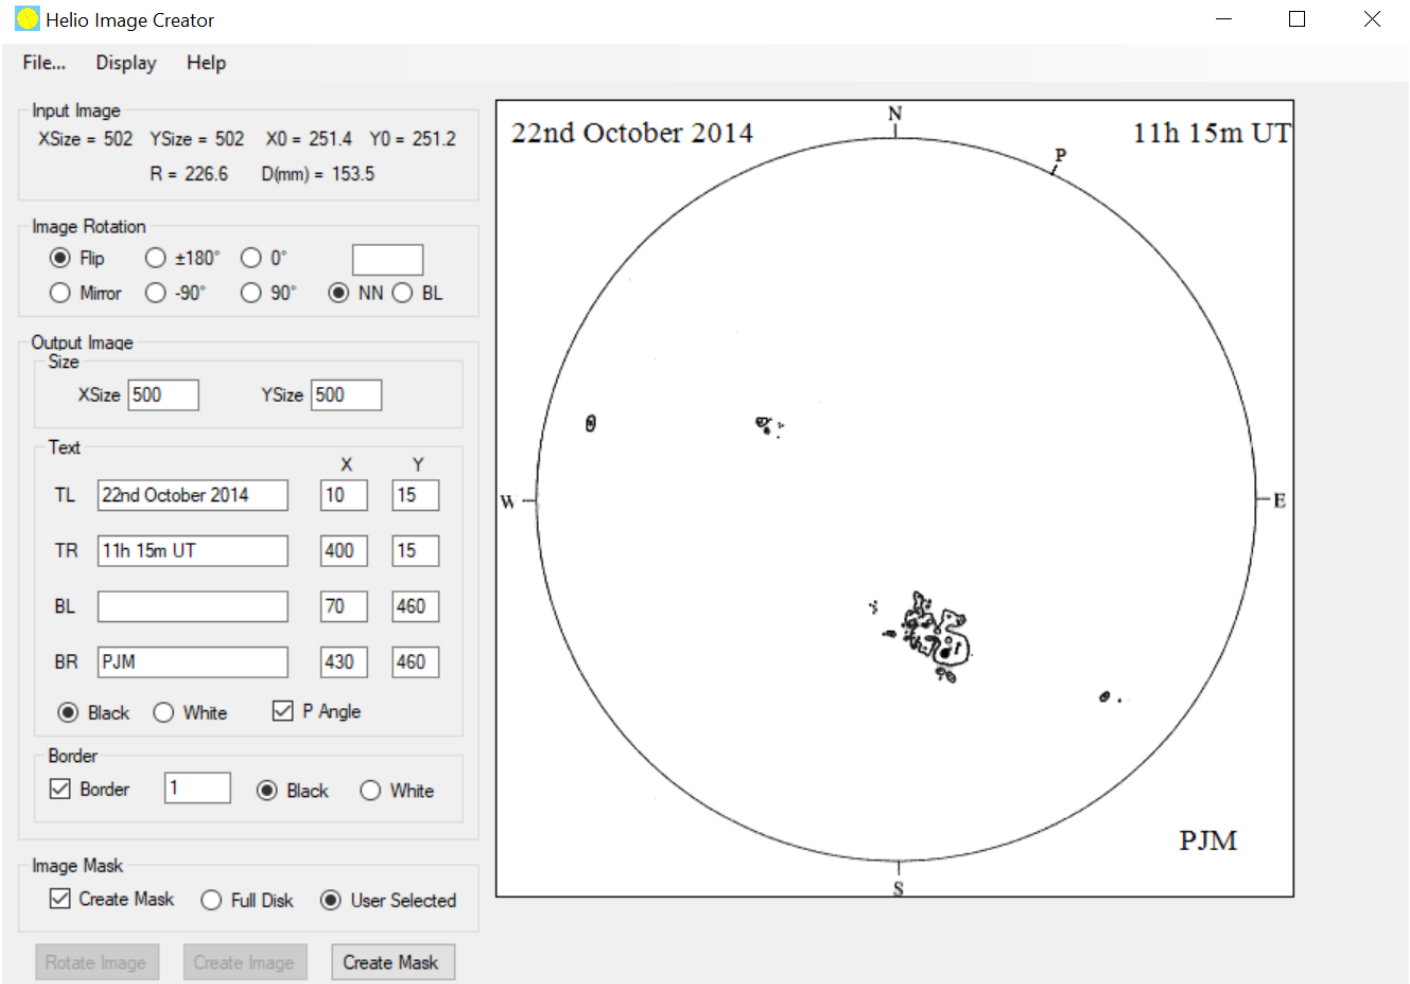 Helio Image Creator
File... Display Help
Input Image
XSize = 502 YSize = 502 X0 = 251.4 Y0 = 251.2
R = 226.6 D(mm) = 153.5
Image Rotation
Flip ±180° 0°
Mirror -90° 90° NN BL
Output Image
Size
XSize 500 YSize 500
Text
X Y
TL 22nd October 2014 10 15
TR 11h 15m UT 400 15
BL 70 460
BR PJM 430 460
Black White P Angle
Border
Border 1 Black White
Image Mask
Create Mask Full Disk User Selected
Rotate Image Create Image Create Mask
N
22nd October 2014 11h 15m UT
P
W E
PJM
S